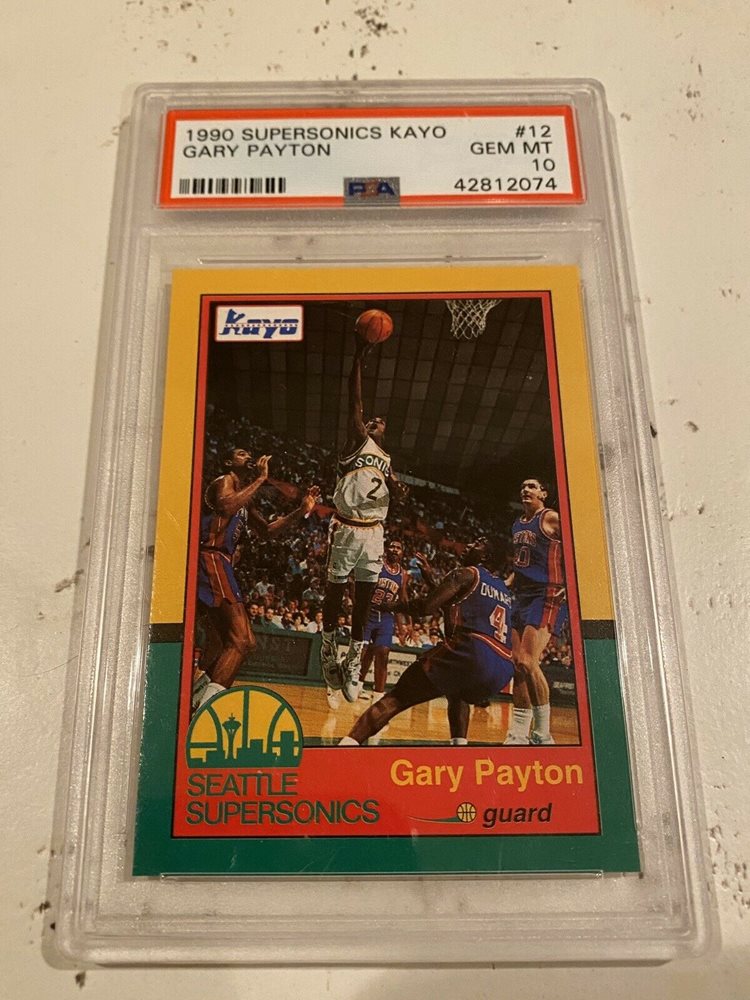 1990 SUPERSONICS KAYO #12
GARY PAYTON GEM MT
10
PSA 42812074
Kayo
SONICS
2
DUMARS
4
SEATTLE
SUPERSONICS
Gary Payton
guard